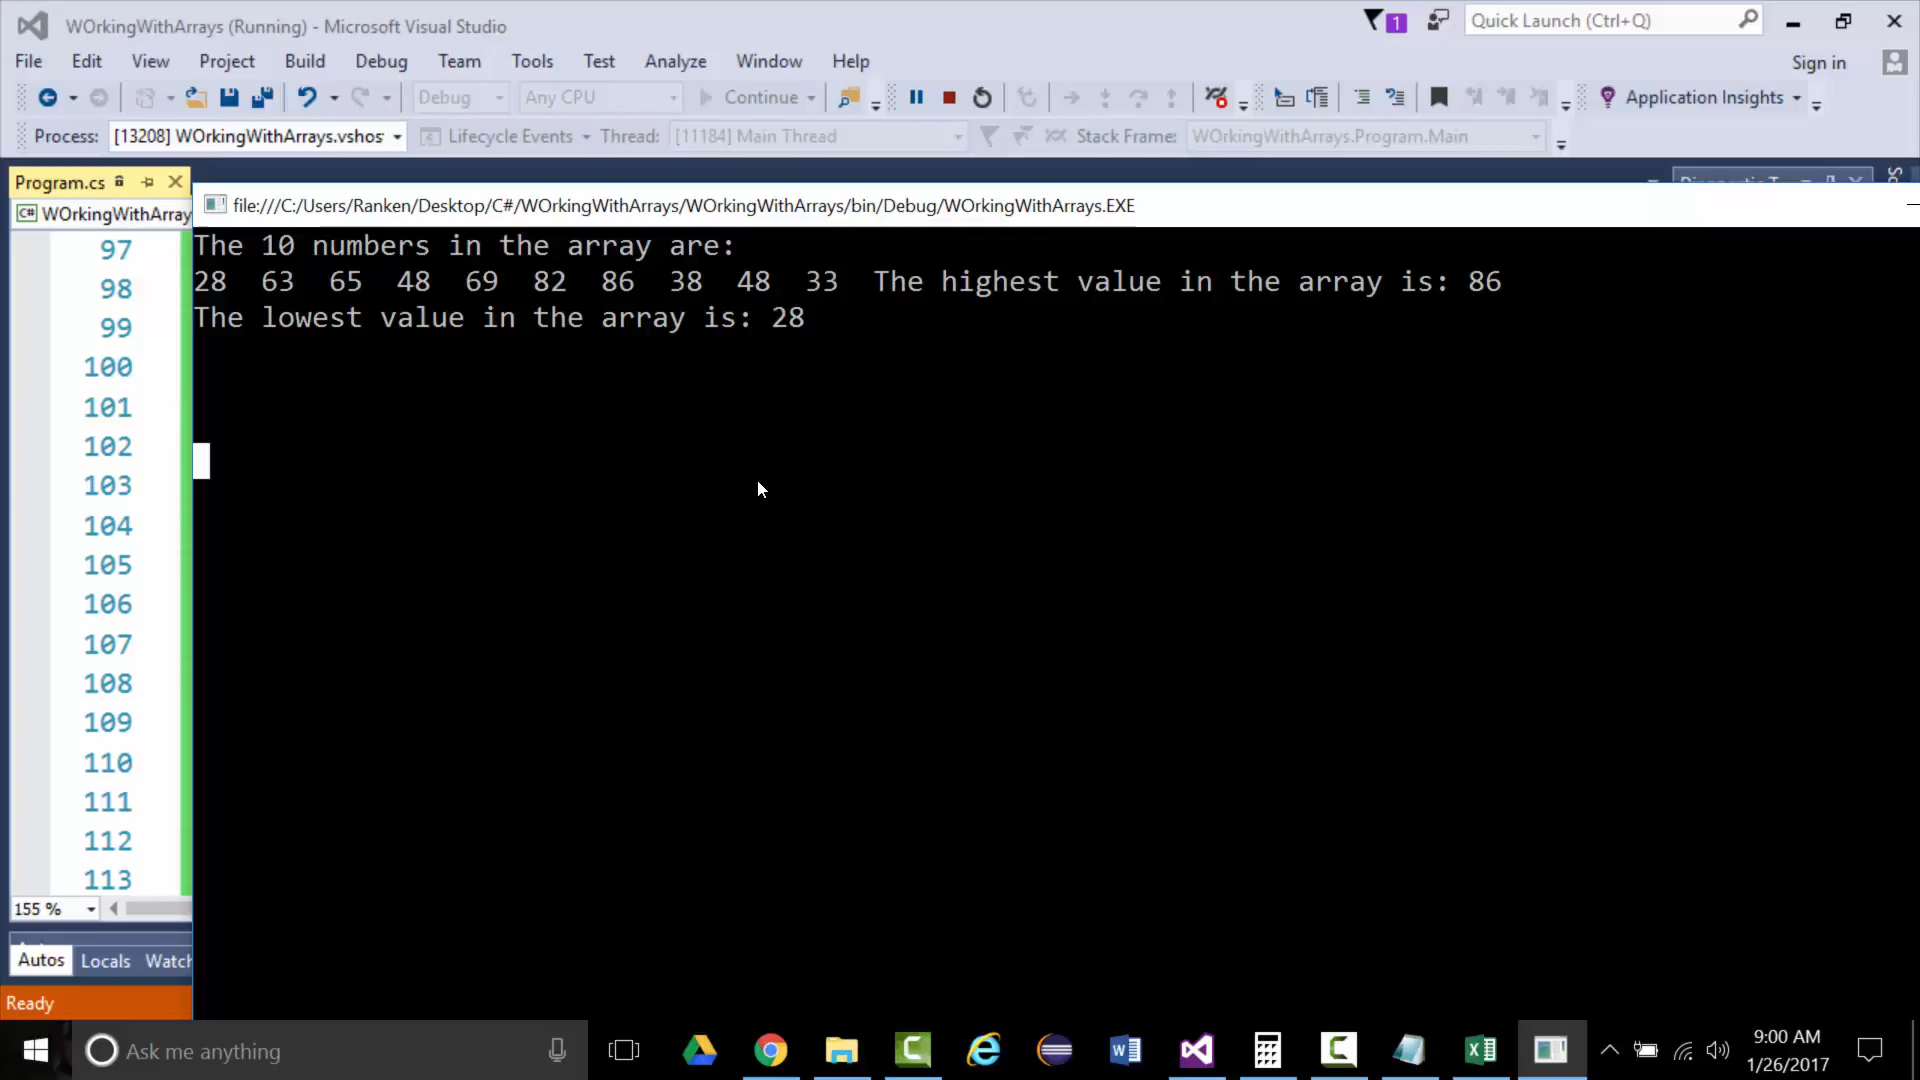 WOrkingWithArrays (Running) - Microsoft Visual Studio
1
Quick Launch (Ctrl+Q)
File Edit View Project Build Debug Team Tools Test Analyze Window Help
Sign in
Debug Any CPU Continue Application Insights
Process: [13208] WOrkingWithArrays.vshos Lifecycle Events Thread: [11184] Main Thread Stack Frame: WOrkingWithArrays.Program.Main
Program.cs
C# WOrkingWithArray
file:///C:/Users/Ranken/Desktop/C#/WOrkingWithArrays/WOrkingWithArrays/bin/Debug/WOrkingWithArrays.EXE
The 10 numbers in the array are:
28 63 65 48 69 82 86 38 48 33 The highest value in the array is: 86
The lowest value in the array is: 28
97
98
99
100
101
102
103
104
105
106
107
108
109
110
111
112
113
155 %
Autos Locals Watch
Ready
Ask me anything
9:00 AM
1/26/2017